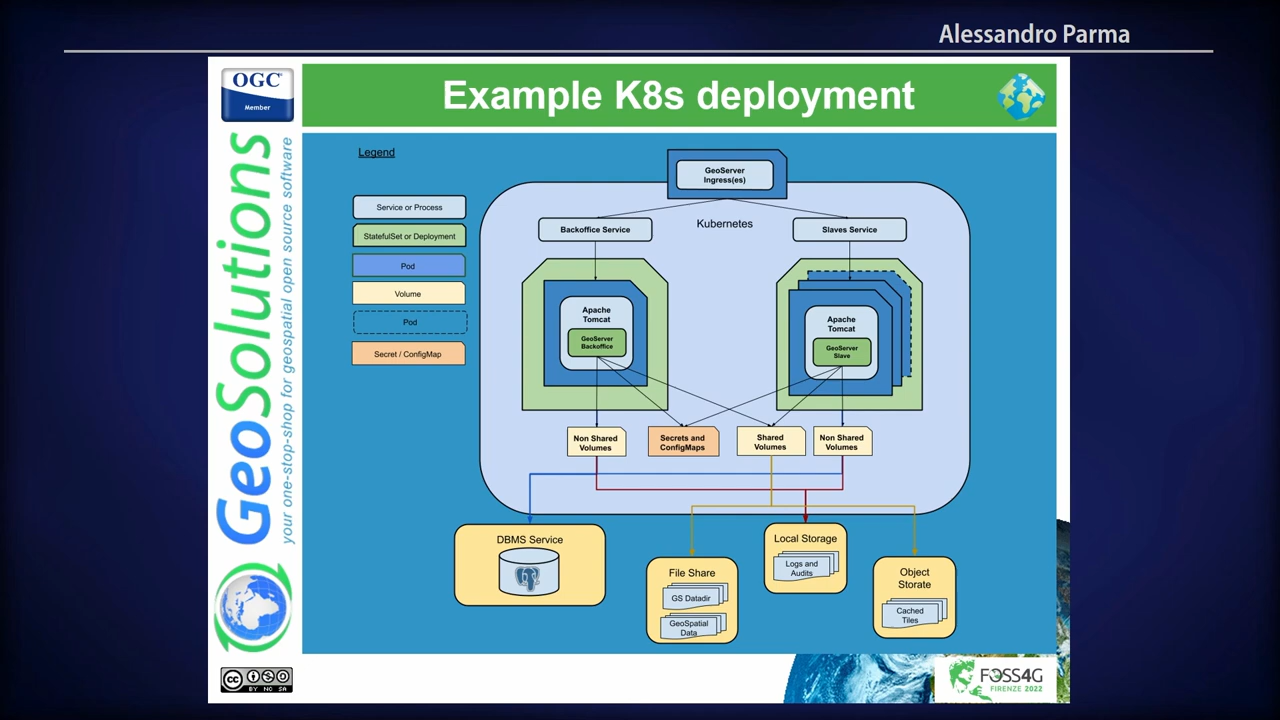 Alessandro Parma
OGC
Member
Example K8s deployment
GeoSolutions
your one-stop-shop for geospatial open source software
Legend
Service or Process
StatefulSet or Deployment
Pod
Volume
Pod
Secret / ConfigMap
GeoServer
Ingress(es)
Kubernetes
Backoffice Service
Slaves Service
Apache
Tomcat
GeoServer
Backoffice
Apache
Tomcat
GeoServer
Slave
Non Shared
Volumes
Secrets and
ConfigMaps
Shared
Volumes
Non Shared
Volumes
DBMS Service
File Share
GS Datadir
GeoSpatial
Data
Local Storage
Logs and
Audits
Object
Storate
Cached
Tiles
cc
BY NC SA
FOSS4G
FIRENZE 2022